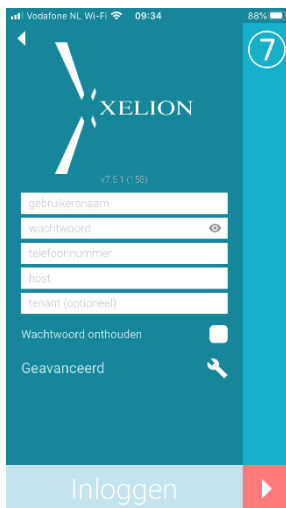 Vodafone NL Wi-Fi 09:34 88%
7
XELION
v7.5.1 (158)
gebruikersnaam
wachtwoord
telefoonnummer
host
tenant (optioneel)
Wachtwoord onthouden
Geavanceerd
Inloggen